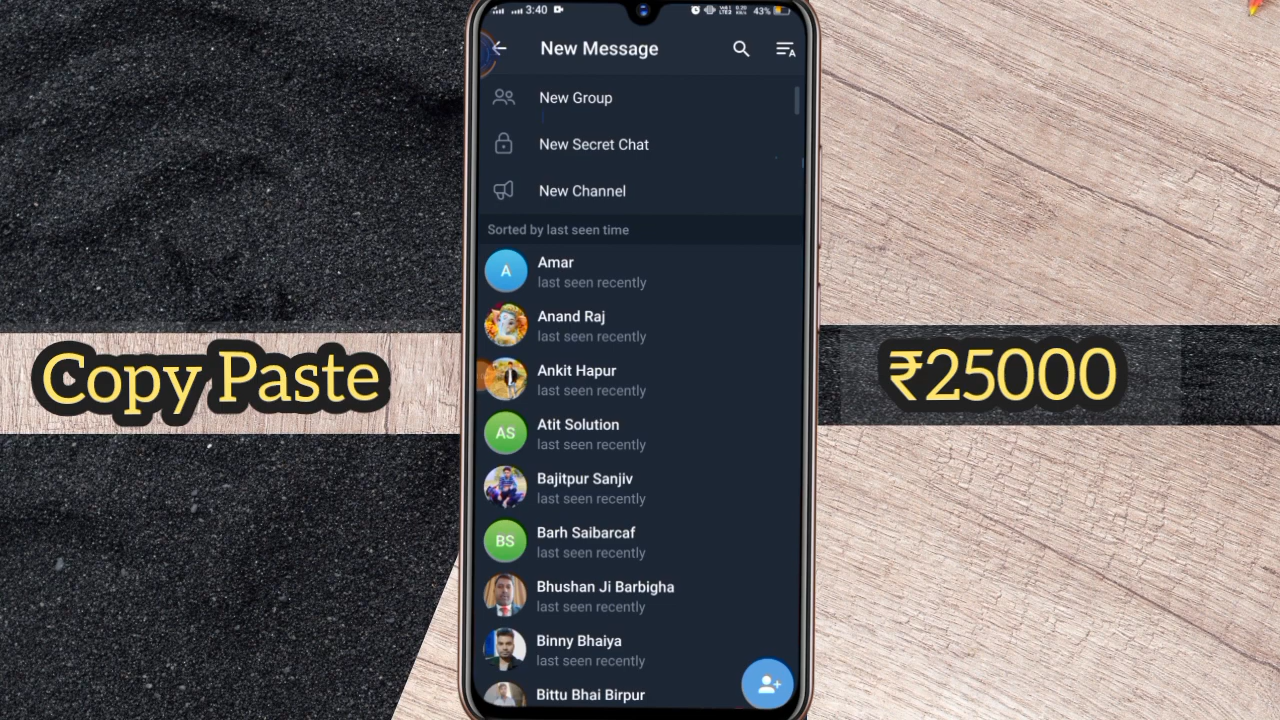 3:40
43%
New Message
New Group
New Secret Chat
New Channel
Sorted by last seen time
A
Amar
last seen recently
Anand Raj
last seen recently
Ankit Hapur
last seen recently
AS
Atit Solution
last seen recently
Bajitpur Sanjiv
last seen recently
BS
Barh Saibarcaf
last seen recently
Bhushan Ji Barbigha
last seen recently
Binny Bhaiya
last seen recently
Bittu Bhai Birpur
Copy Paste
₹25000